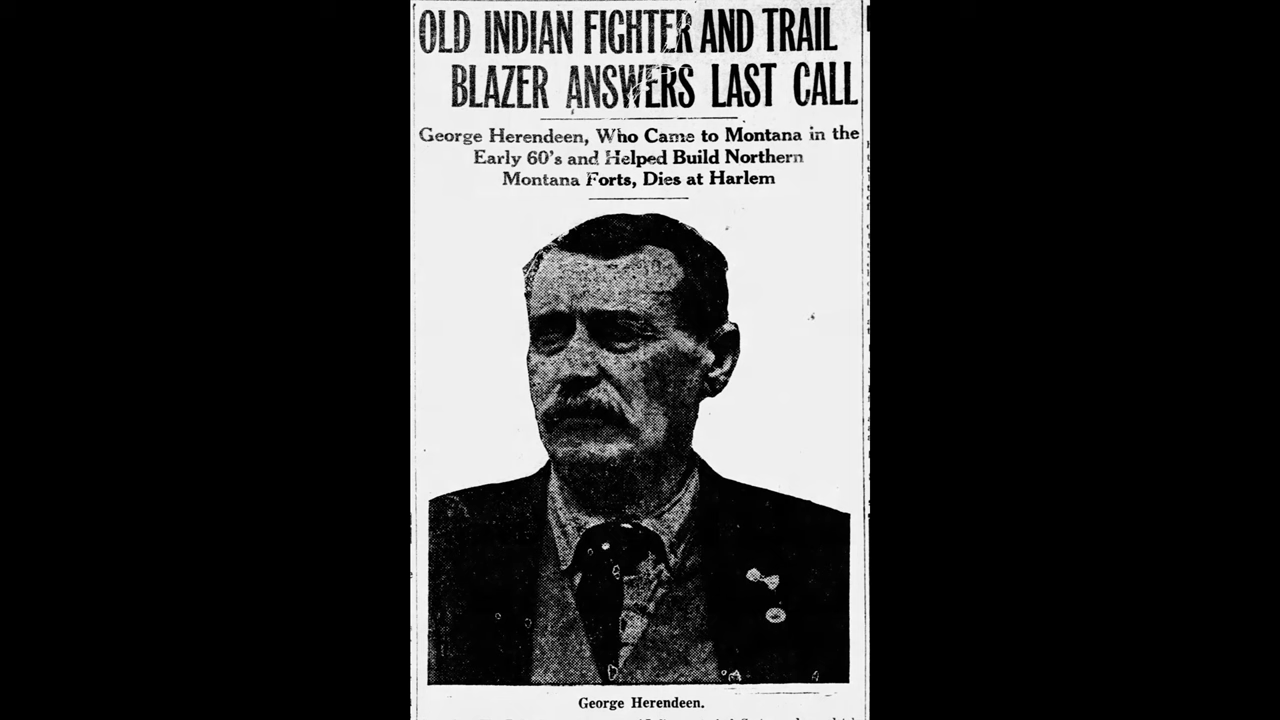 OLD INDIAN FIGHTER AND TRAIL
BLAZER ANSWERS LAST CALL
George Herendeen, Who Came to Montana in the
Early 60's and Helped Build Northern
Montana Forts, Dies at Harlem
George Herendeen.